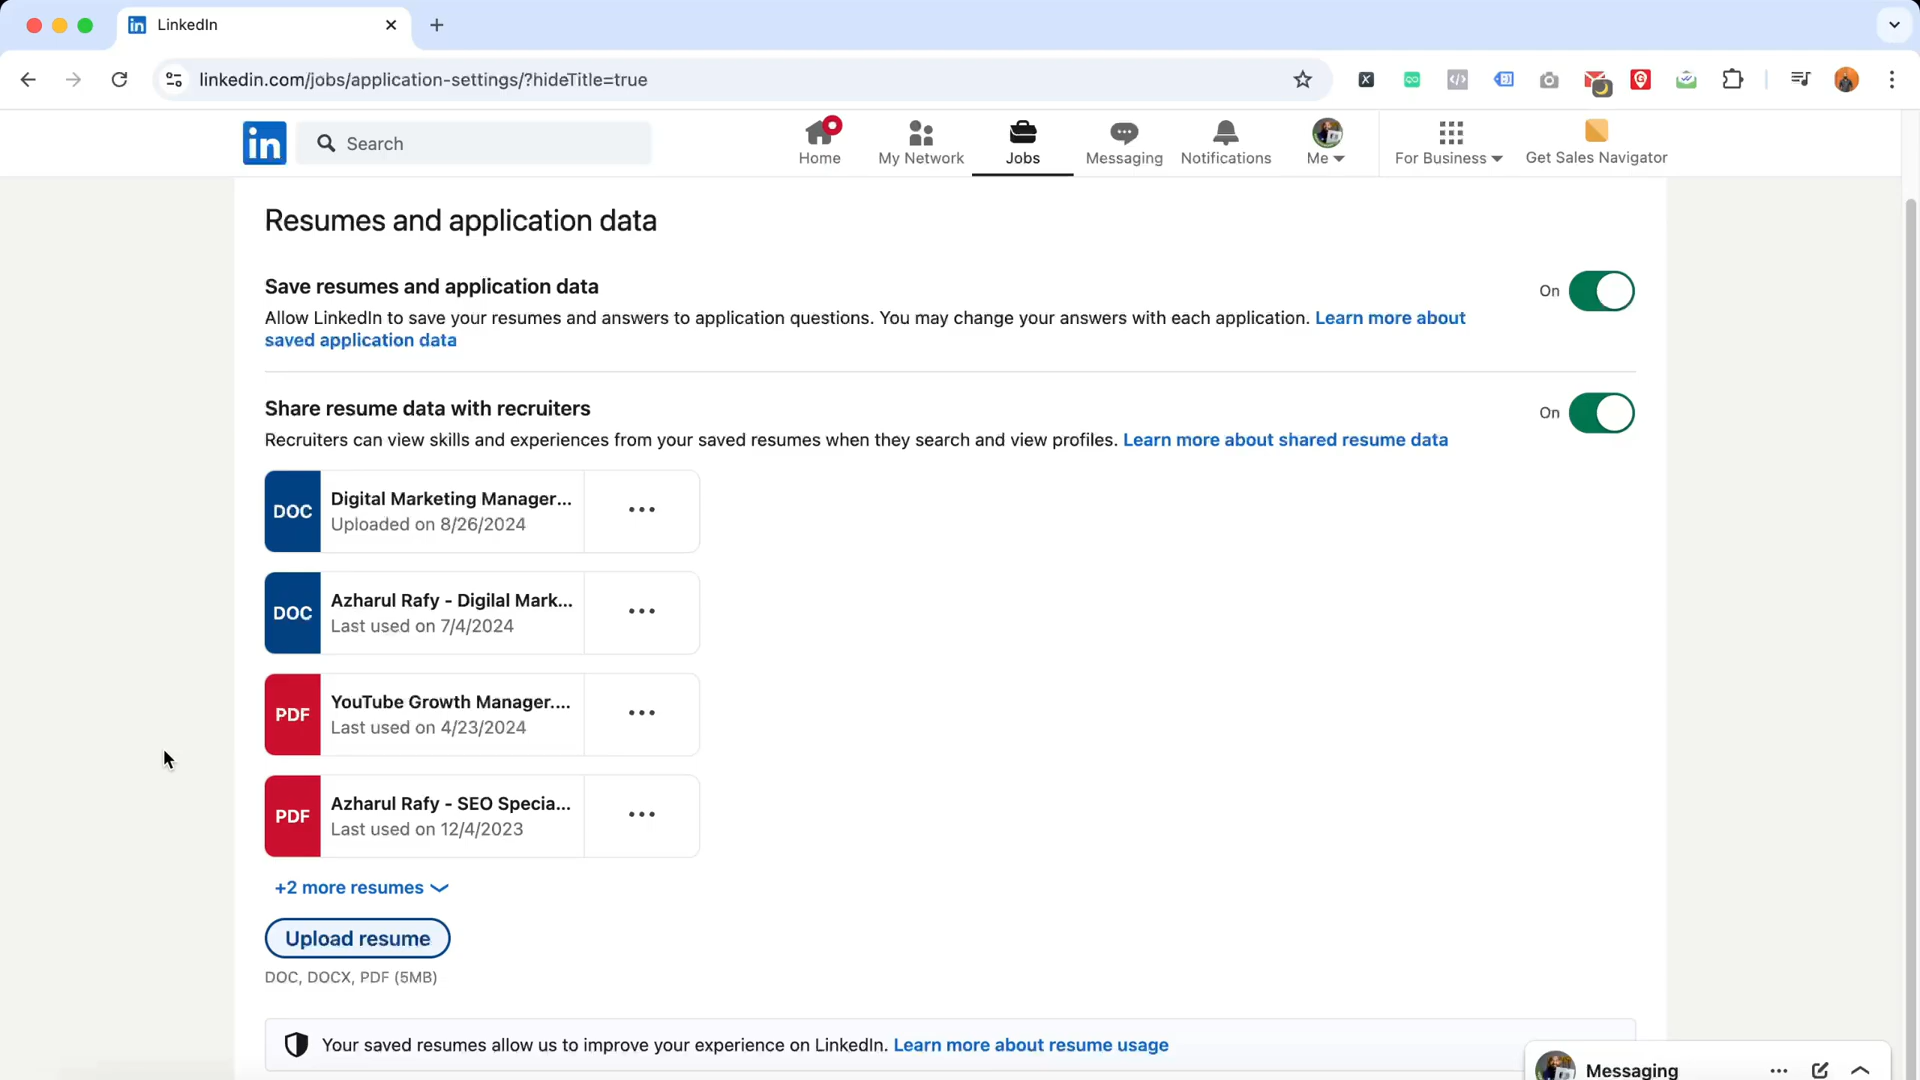 LinkedIn
linkedin.com/jobs/application-settings/?hideTitle=true
in
Search
Home
My Network
Jobs
Messaging
Notifications
Me
For Business
Get Sales Navigator
Resumes and application data
Save resumes and application data
On
Allow LinkedIn to save your resumes and answers to application questions. You may change your answers with each application. Learn more about
saved application data
Share resume data with recruiters
On
Recruiters can view skills and experiences from your saved resumes when they search and view profiles. Learn more about shared resume data
DOC
Digital Marketing Manager...
Uploaded on 8/26/2024
DOC
Azharul Rafy - Digilal Mark...
Last used on 7/4/2024
PDF
YouTube Growth Manager....
Last used on 4/23/2024
PDF
Azharul Rafy - SEO Specia...
Last used on 12/4/2023
+2 more resumes
Upload resume
DOC, DOCX, PDF (5MB)
Your saved resumes allow us to improve your experience on LinkedIn. Learn more about resume usage
Messaging